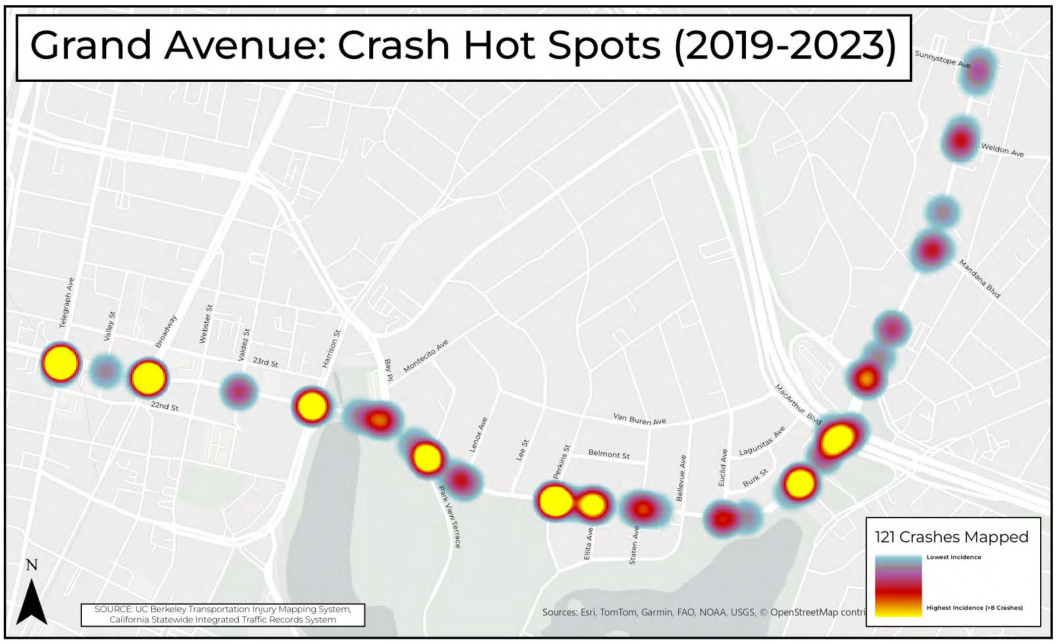 Grand Avenue: Crash Hot Spots (2019-2023)
Sunnyslope Ave
Weldon Ave
Mandana Blvd
Telegraph Ave
Valley St
Broadway
Webster St
Valdez St
23rd St
22nd St
Harrison St
Bay Pl
Montecito Ave
MacArthur Blvd
Van Buren Ave
Lenox Ave
Lee St
Perkins St
Belmont St
Bellevue Ave
Euclid Ave
Lagunitas Ave
Burk St
Park View Terrace
Ellita Ave
Staten Ave
121 Crashes Mapped
Lowest Incidence
Highest Incidence (>8 Crashes)
N
SOURCE: UC Berkeley Transportation Injury Mapping System,
California Statewide Integrated Traffic Records System
Sources: Esri, TomTom, Garmin, FAO, NOAA, USGS, © OpenStreetMap contri